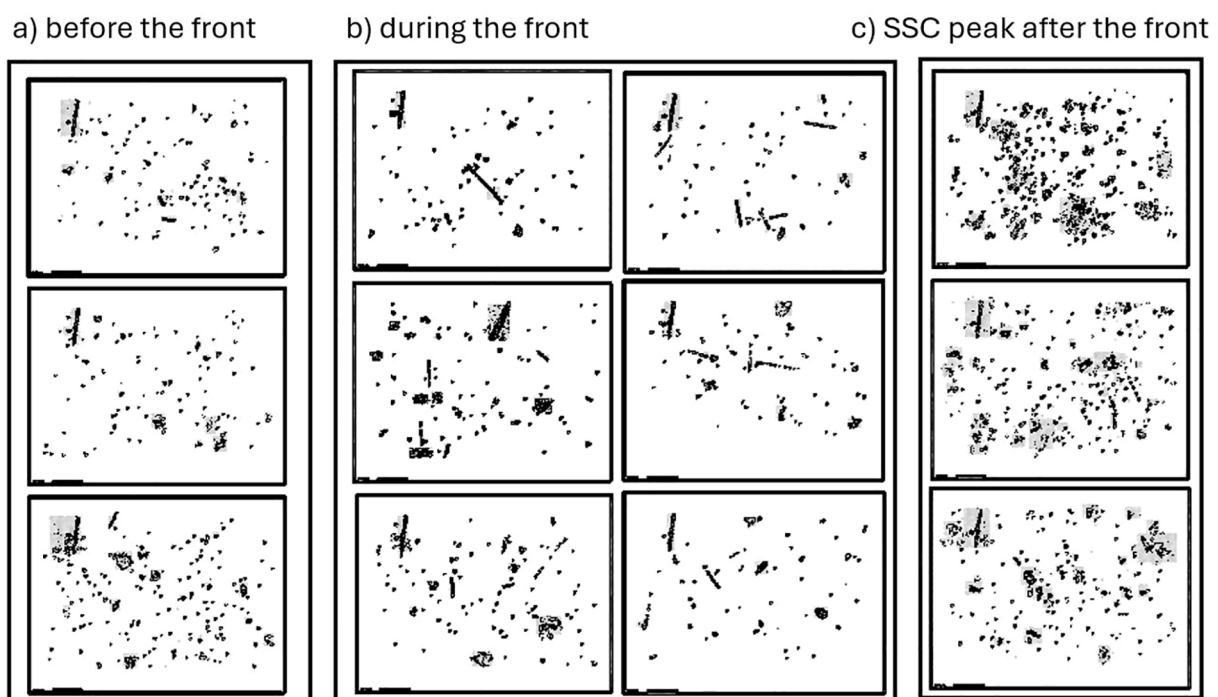 a) before the front
b) during the front
c) SSC peak after the front